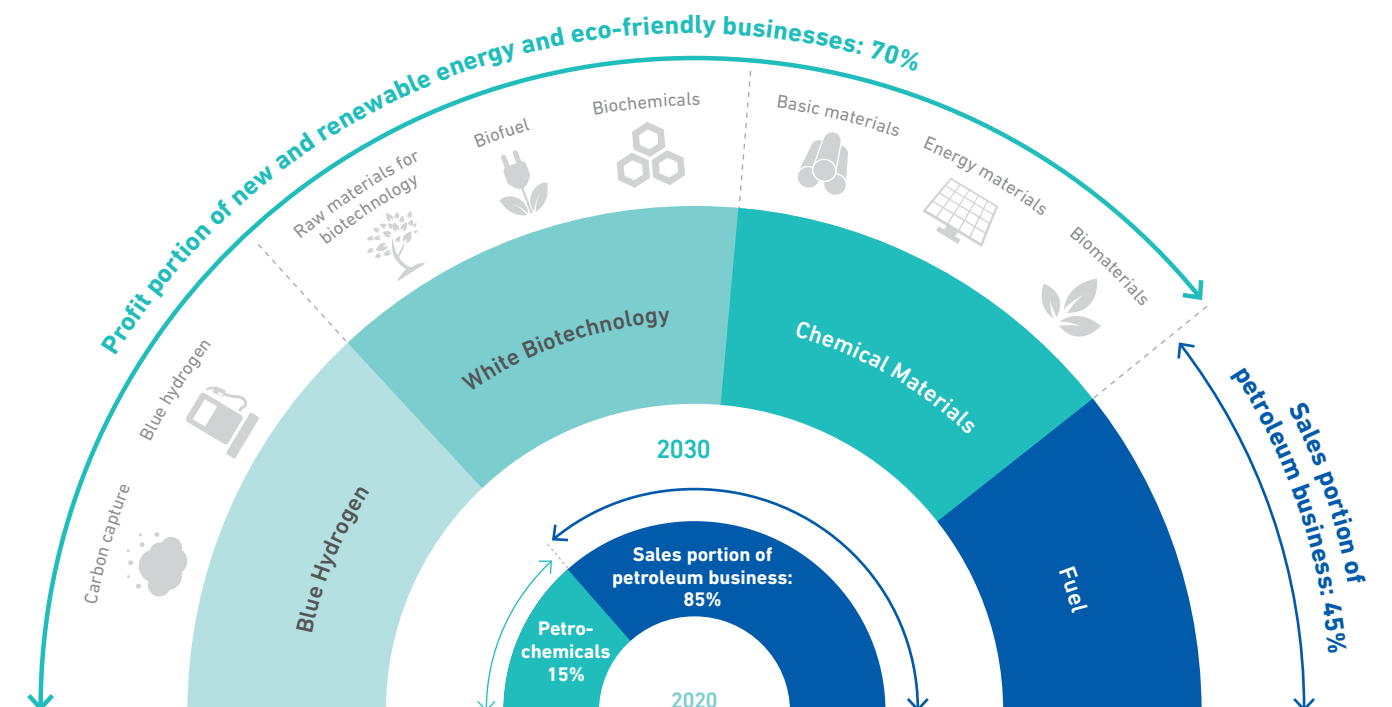 Profit portion of new and renewable energy and eco-friendly businesses: 70%
Carbon capture
Blue hydrogen
Raw materials for
biotechnology
Biofuel
Biochemicals
Basic materials
Energy materials
Biomaterials
Blue Hydrogen
White Biotechnology
Chemical Materials
Fuel
Sales portion of
petroleum business: 45%
2030
Sales portion of
petroleum business:
85%
Petro-
chemicals
15%
2020